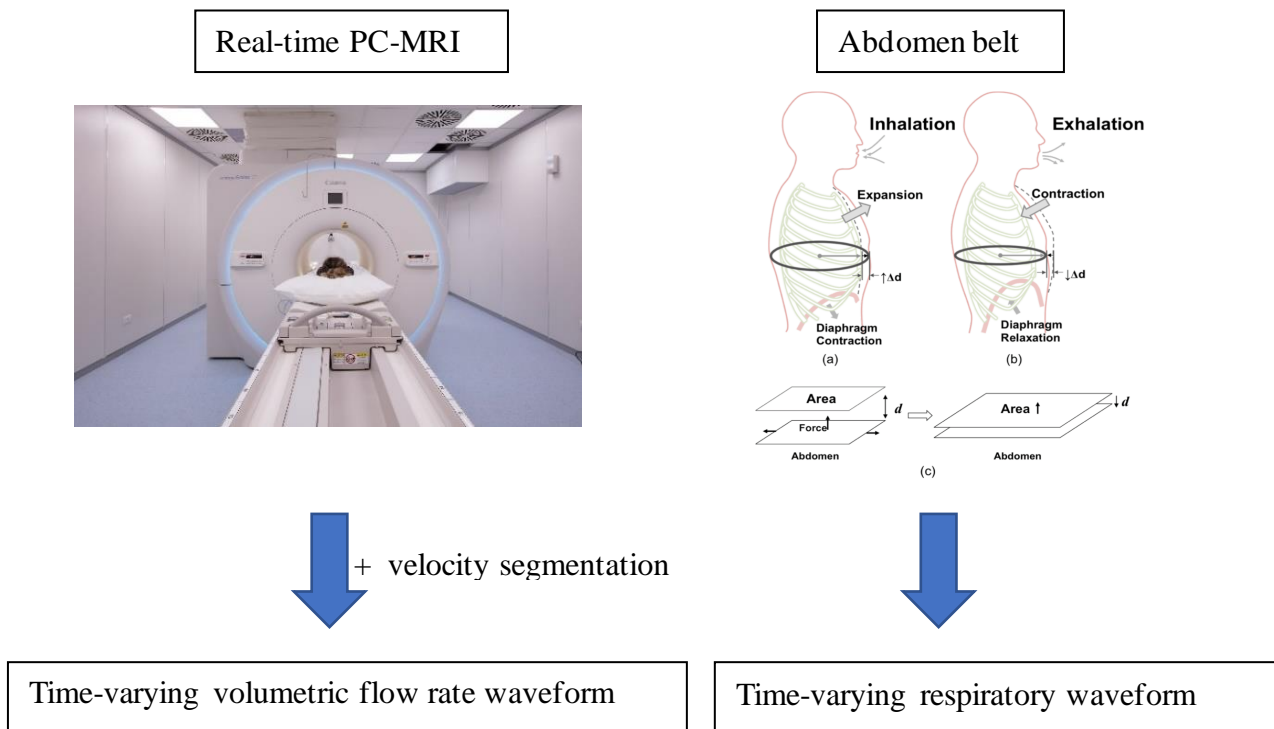 Real-time PC-MRI
Abdomen belt
Inhalation
Exhalation
Expansion
Contraction
↑Δd
↓Δd
Diaphragm
Contraction
Diaphragm
Relaxation
(a)
(b)
Area
d
Force
Abdomen
Area ↑
d
Abdomen
(c)
+ velocity segmentation
Time-varying volumetric flow rate waveform
Time-varying respiratory waveform